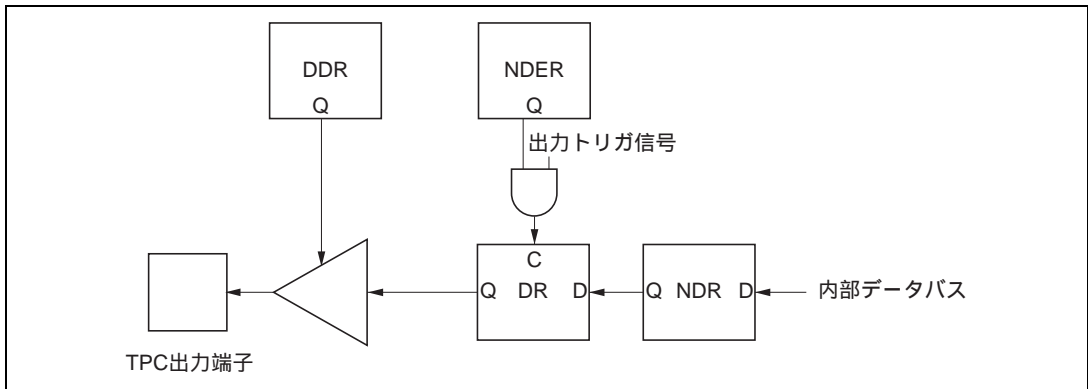 DDR
Q
NDER
Q
出力トリガ信号
C
Q DR D
Q NDR D
内部データバス
TPC出力端子